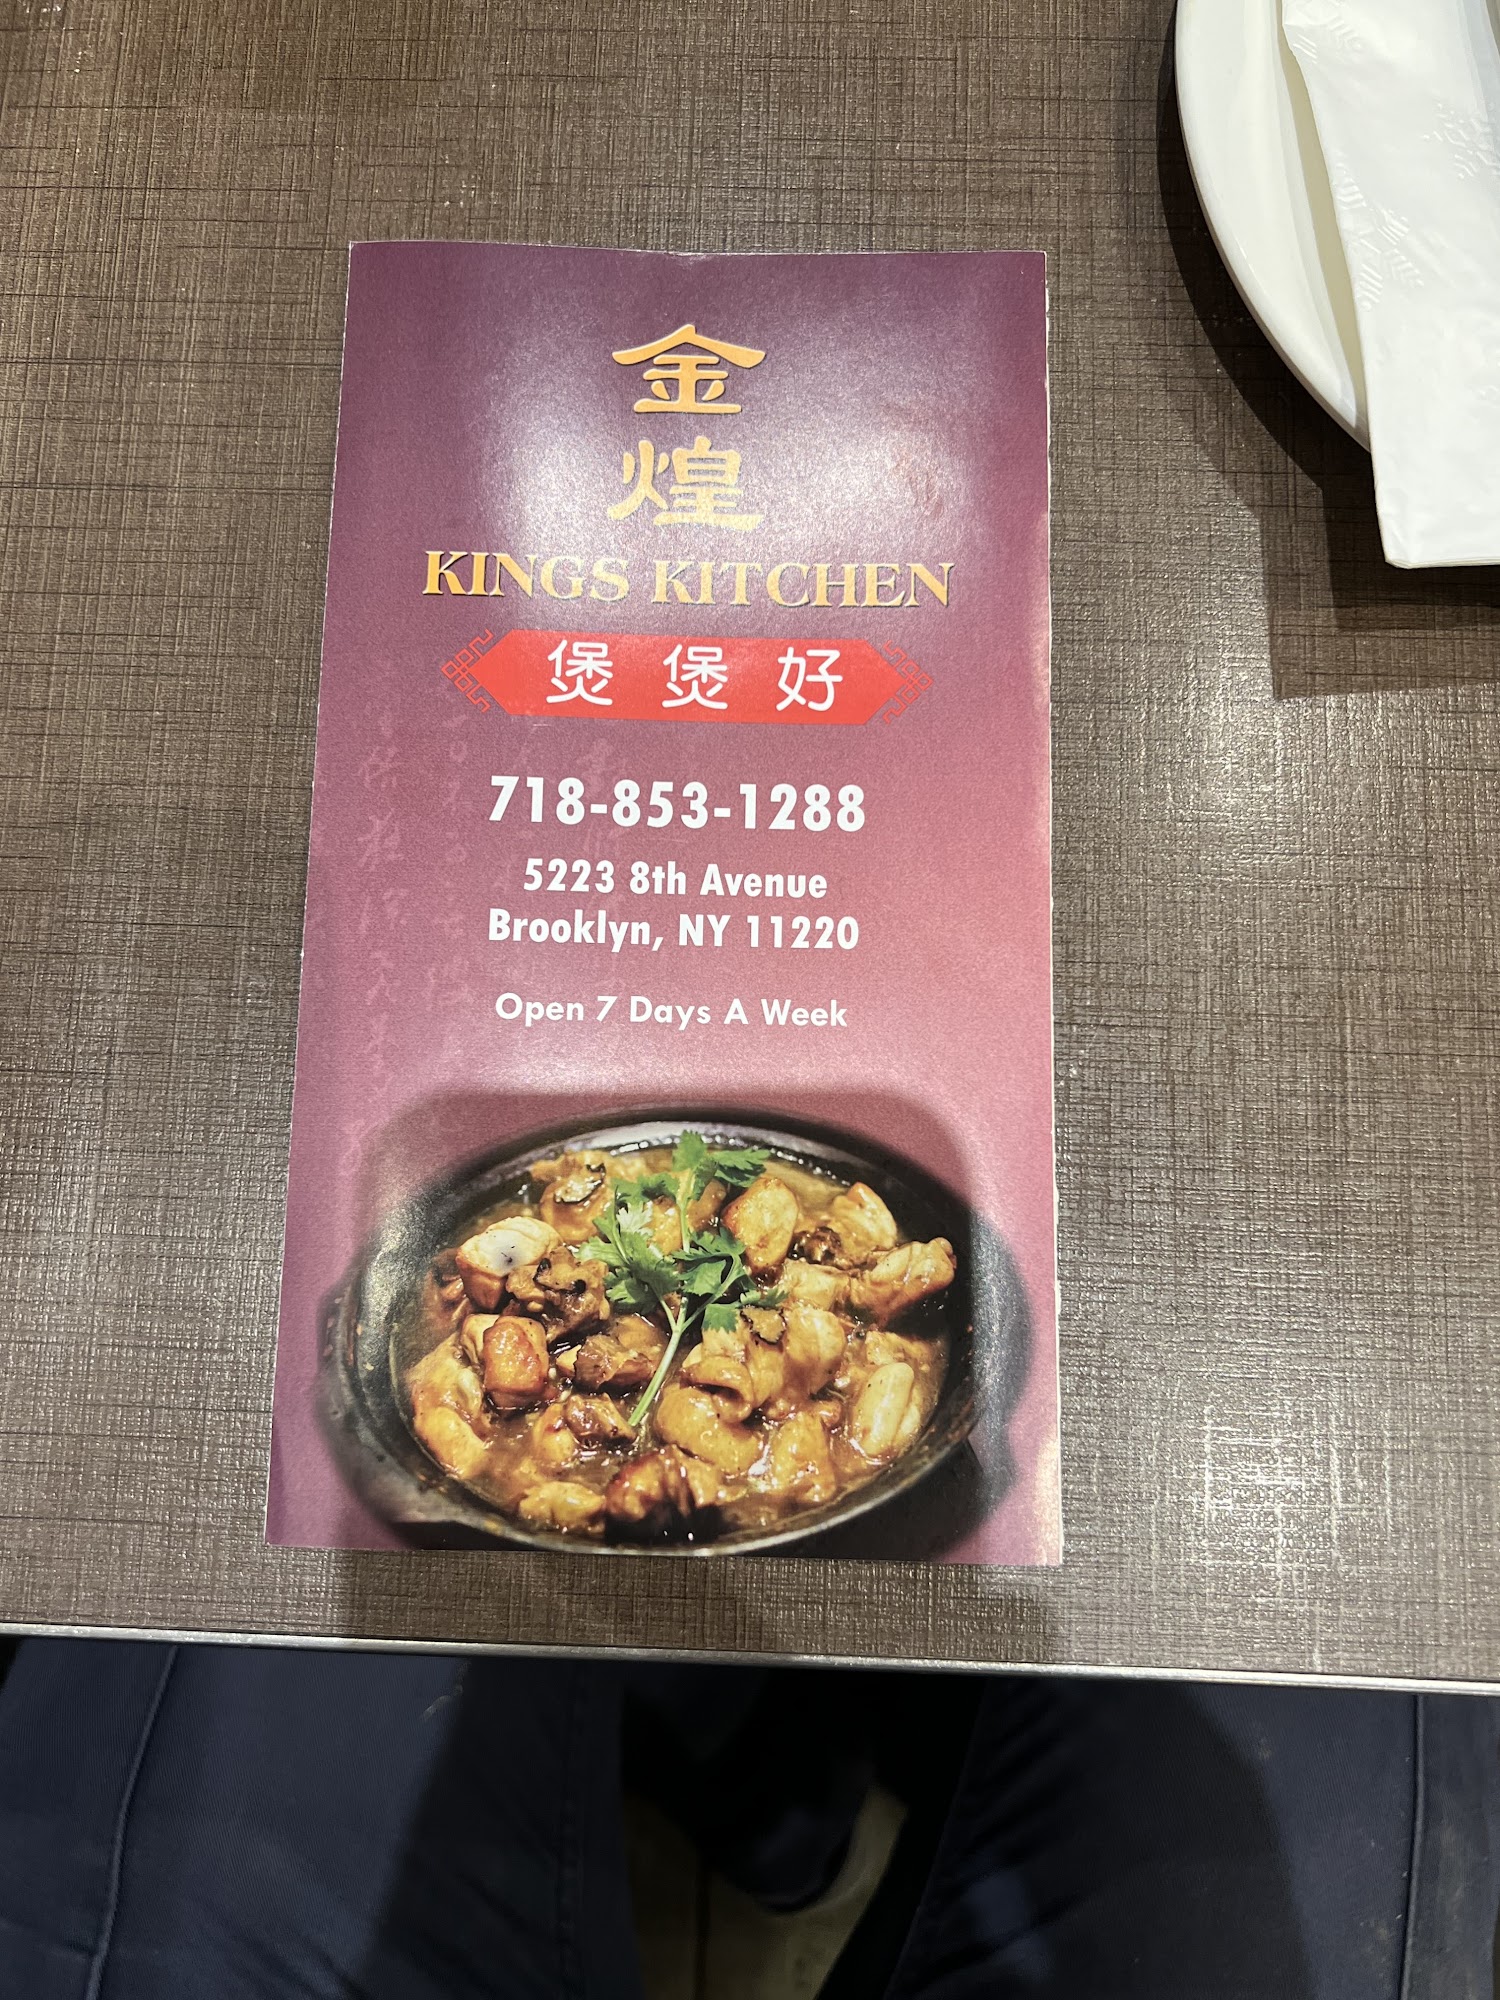 金
煌
KINGS KITCHEN
煲煲好
718-853-1288
5223 8th Avenue
Brooklyn, NY 11220
Open 7 Days A Week